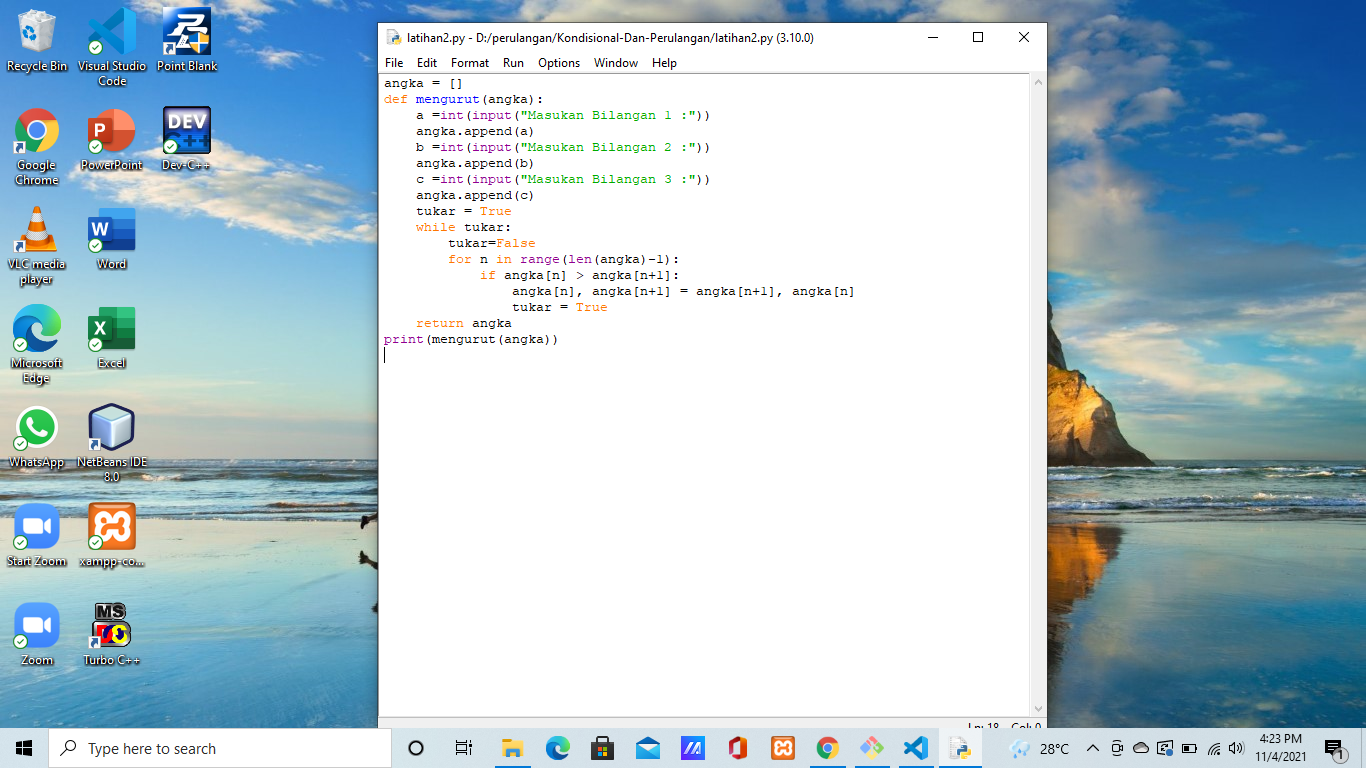 Recycle Bin
Visual Studio
Code
Point Blank
Google
Chrome
PowerPoint
DEV
C++
Dev-C++
VLC media
player
Word
Microsoft
Edge
Excel
WhatsApp
NetBeans IDE
8.0
Start Zoom
xampp-co...
Zoom
MS
Turbo C++
latihan2.py - D:/perulangan/Kondisional-Dan-Perulangan/latihan2.py (3.10.0)
File Edit Format Run Options Window Help
angka = []
def mengurut(angka):
    a =int(input("Masukan Bilangan 1 :"))
    angka.append(a)
    b =int(input("Masukan Bilangan 2 :"))
    angka.append(b)
    c =int(input("Masukan Bilangan 3 :"))
    angka.append(c)
    tukar = True
    while tukar:
        tukar=False
        for n in range(len(angka)-1):
            if angka[n] > angka[n+1]:
                angka[n], angka[n+1] = angka[n+1], angka[n]
                tukar = True
    return angka
print(mengurut(angka))
Ln: 18 Col: 0
Type here to search
28°C
4:23 PM
11/4/2021
1